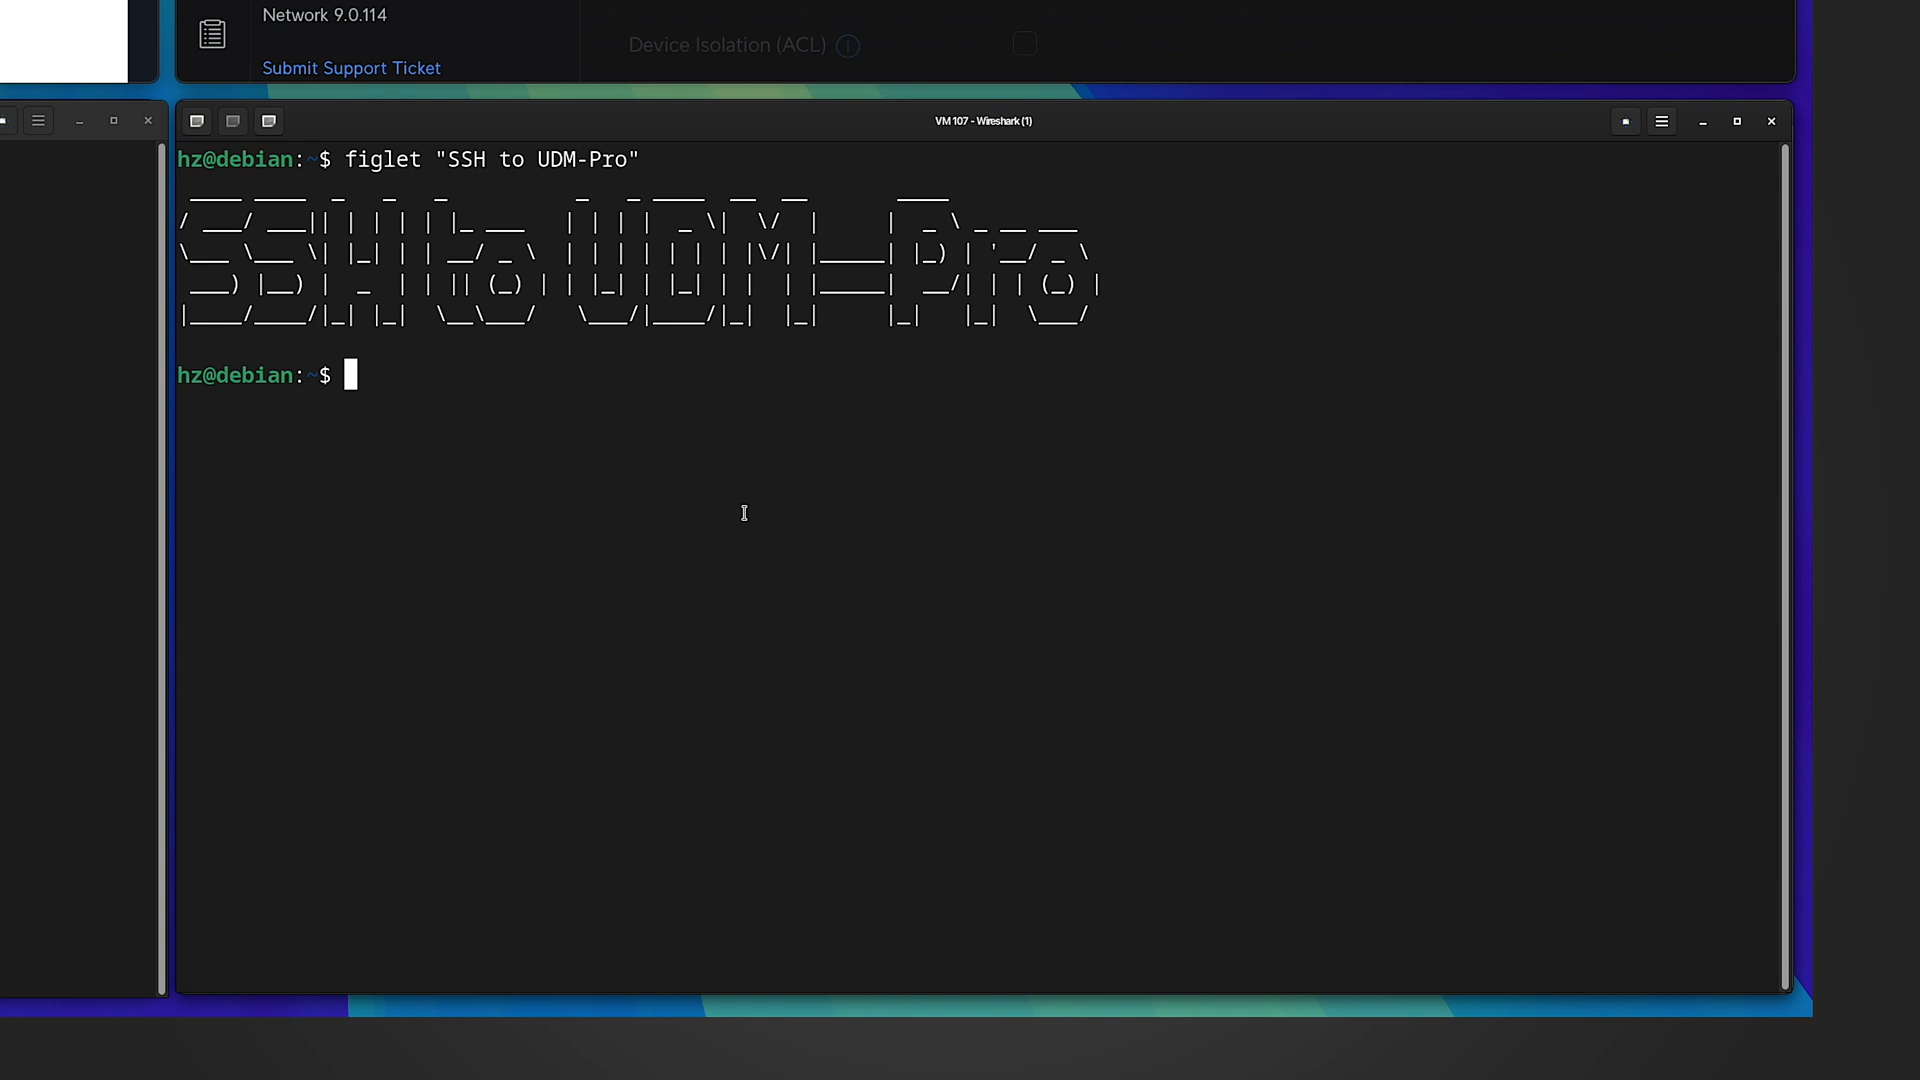 Network 9.0.114
Device Isolation (ACL)
Submit Support Ticket
VM 107 - Wireshark (1)
hz@debian:~$ figlet "SSH to UDM-Pro"
SSH to UDM-Pro
hz@debian:~$